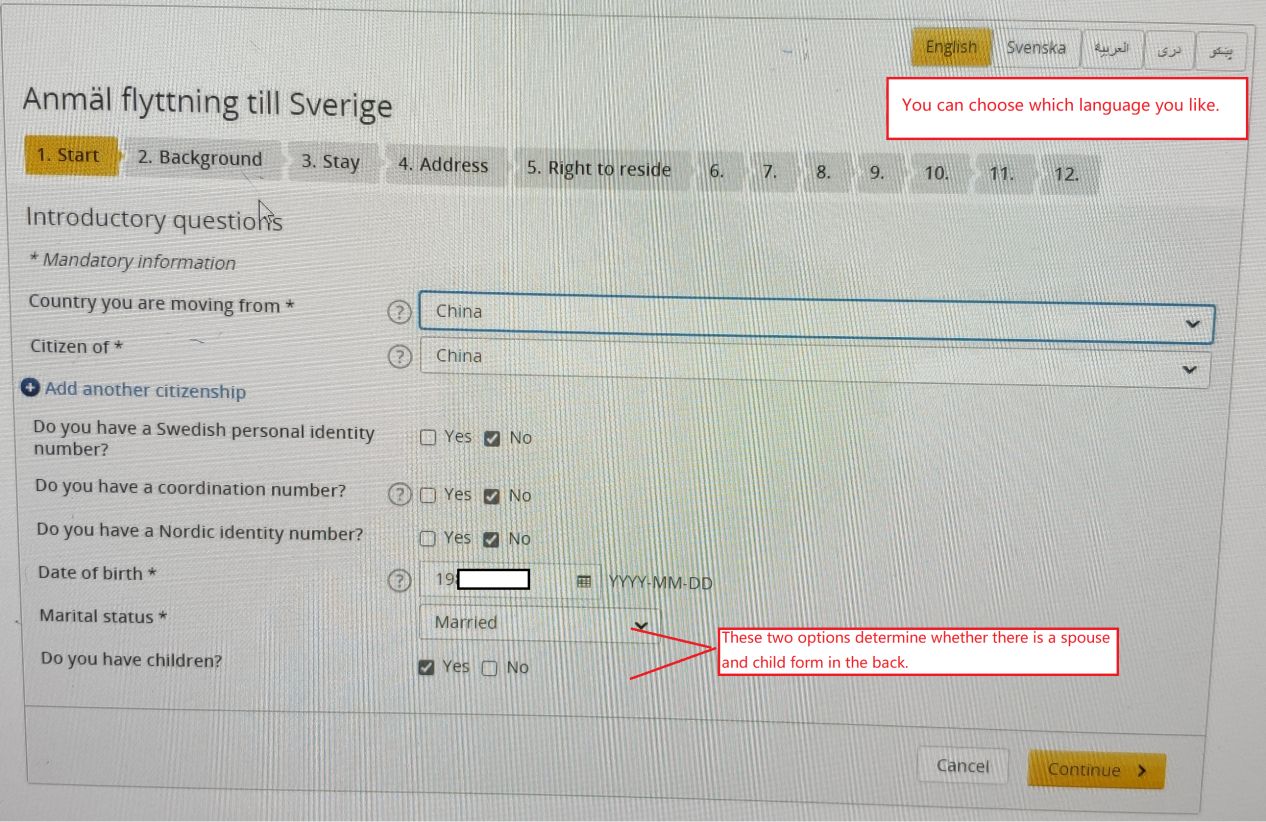 English Svenska العربية دری پښتو
You can choose which language you like.
Anmäl flyttning till Sverige
1. Start 2. Background 3. Stay 4. Address 5. Right to reside 6. 7. 8. 9. 10. 11. 12.
Introductory questions
* Mandatory information
Country you are moving from * ? China
Citizen of * ? China
+ Add another citizenship
Do you have a Swedish personal identity
number?
Yes No
Do you have a coordination number? ? Yes No
Do you have a Nordic identity number? Yes No
Date of birth * ? 19 YYYY-MM-DD
Marital status * Married
These two options determine whether there is a spouse
and child form in the back.
Do you have children? Yes No
Cancel Continue